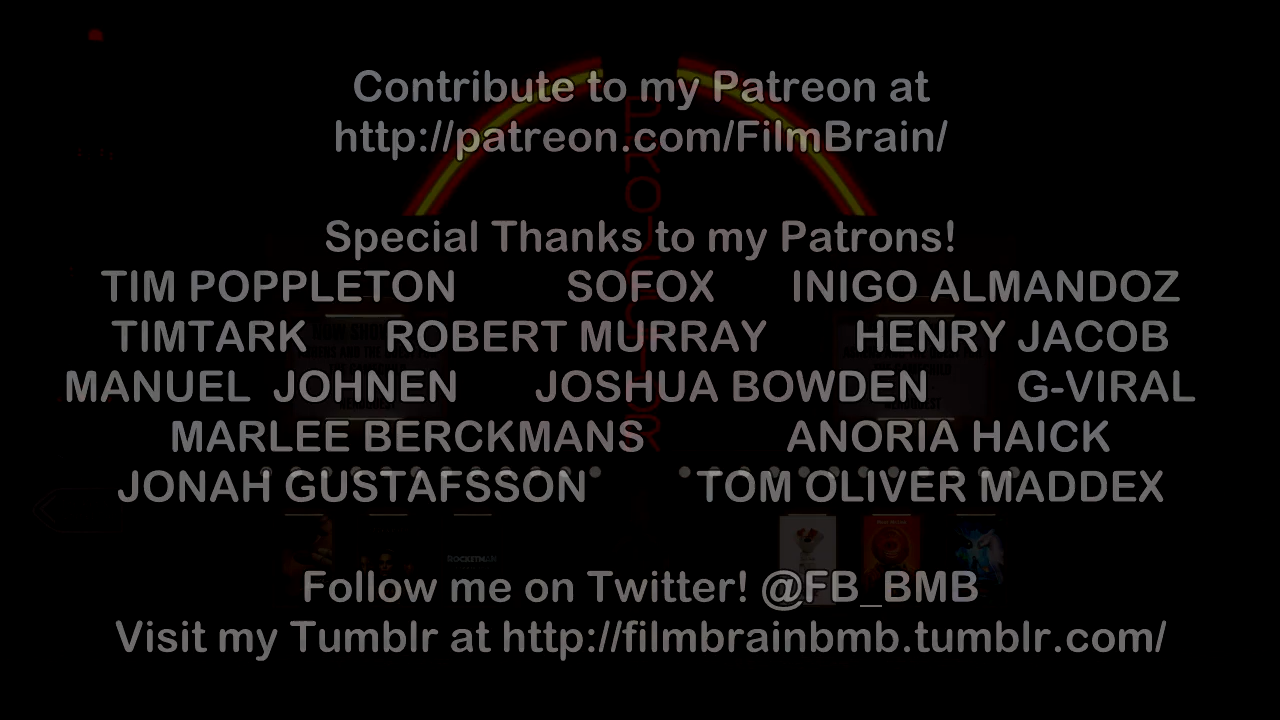 Contribute to my Patreon at
http://patreon.com/FilmBrain/
Special Thanks to my Patrons!
TIM POPPLETON SOFOX INIGO ALMANDOZ
TIMTARK ROBERT MURRAY HENRY JACOB
MANUEL JOHNEN JOSHUA BOWDEN G-VIRAL
MARLEE BERCKMANS ANORIA HAICK
JONAH GUSTAFSSON TOM OLIVER MADDEX
Follow me on Twitter! @FB_BMB
Visit my Tumblr at http://filmbrainbmb.tumblr.com/
PROJECTOR
ROCKETMAN